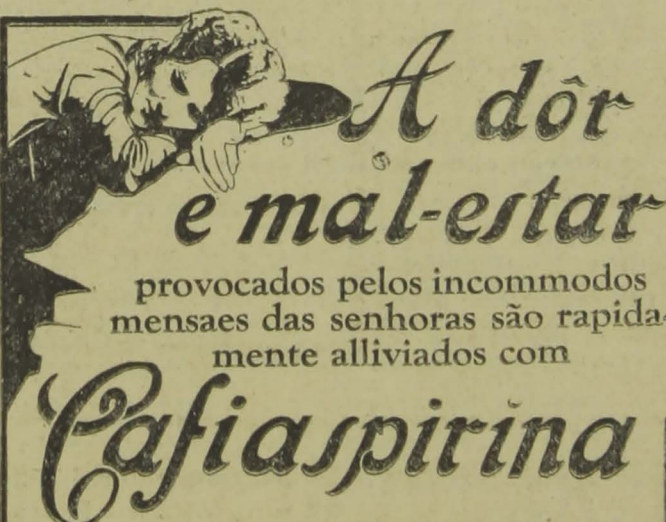 A dôr
e mal-estar
provocados pelos incommodos
mensaes das senhoras são rapida-
mente alliviados com
Cafiaspirina